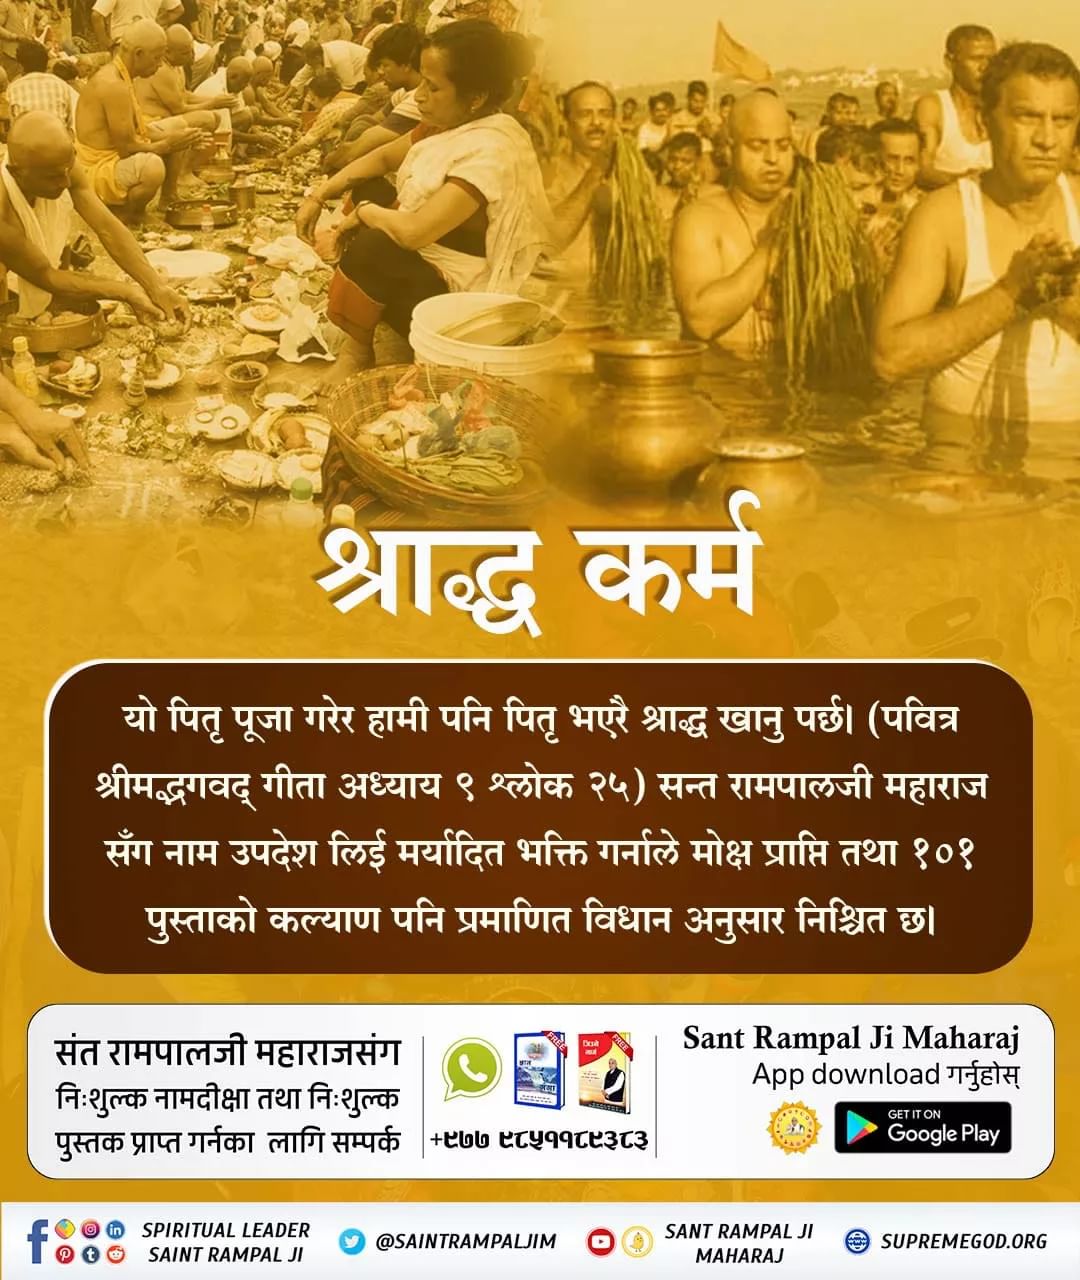 श्राद्ध कर्म
यो पितृ पूजा गरेर हामी पनि पितृ भएरै श्राद्ध खानु पर्छ। (पवित्र
श्रीमद्भगवद् गीता अध्याय ९ श्लोक २५) सन्त रामपालजी महाराज
सँग नाम उपदेश लिई मर्यादित भक्ति गर्नाले मोक्ष प्राप्ति तथा १०१
पुस्ताको कल्याण पनि प्रमाणित विधान अनुसार निश्चित छ।
संत रामपालजी महाराजसंग
निःशुल्क नामदीक्षा तथा निःशुल्क
पुस्तक प्राप्त गर्नका लागि सम्पर्क
FREE
ज्ञान
गंगा
FREE
+९७७ ९८५११८९३८३
Sant Rampal Ji Maharaj
App download गर्नुहोस्
GET IT ON
Google Play
SPIRITUAL LEADER
SAINT RAMPAL JI
@SAINTRAMPALJIM
SANT RAMPAL JI
MAHARAJ
SUPREMEGOD.ORG